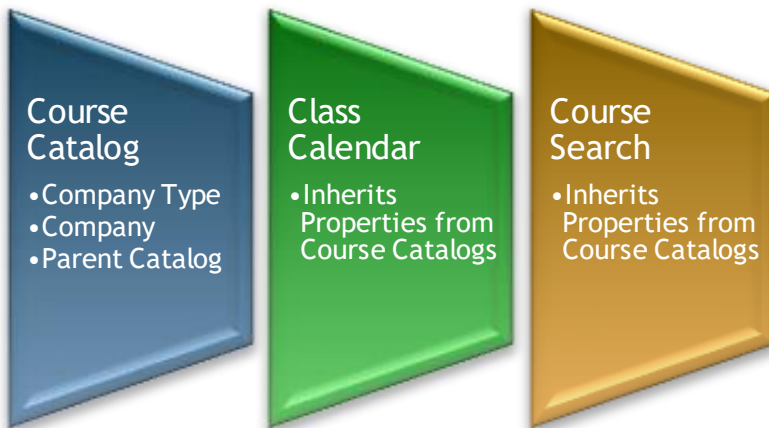 Course
Catalog
•Company Type
•Company
•Parent Catalog
Class
Calendar
•Inherits
Properties from
Course Catalogs
Course
Search
•Inherits
Properties from
Course Catalogs